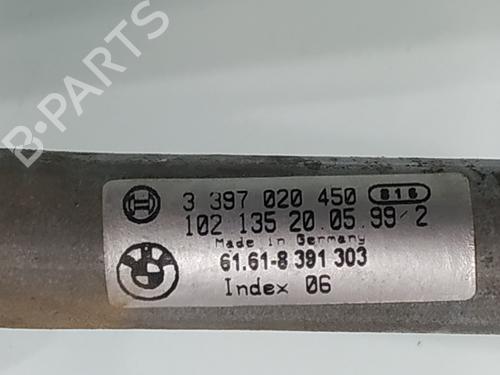 B-PARTS
3 397 020 450 816
102 135 20.05.99/2
Made in Germany
61.61-8 391 303
Index 06